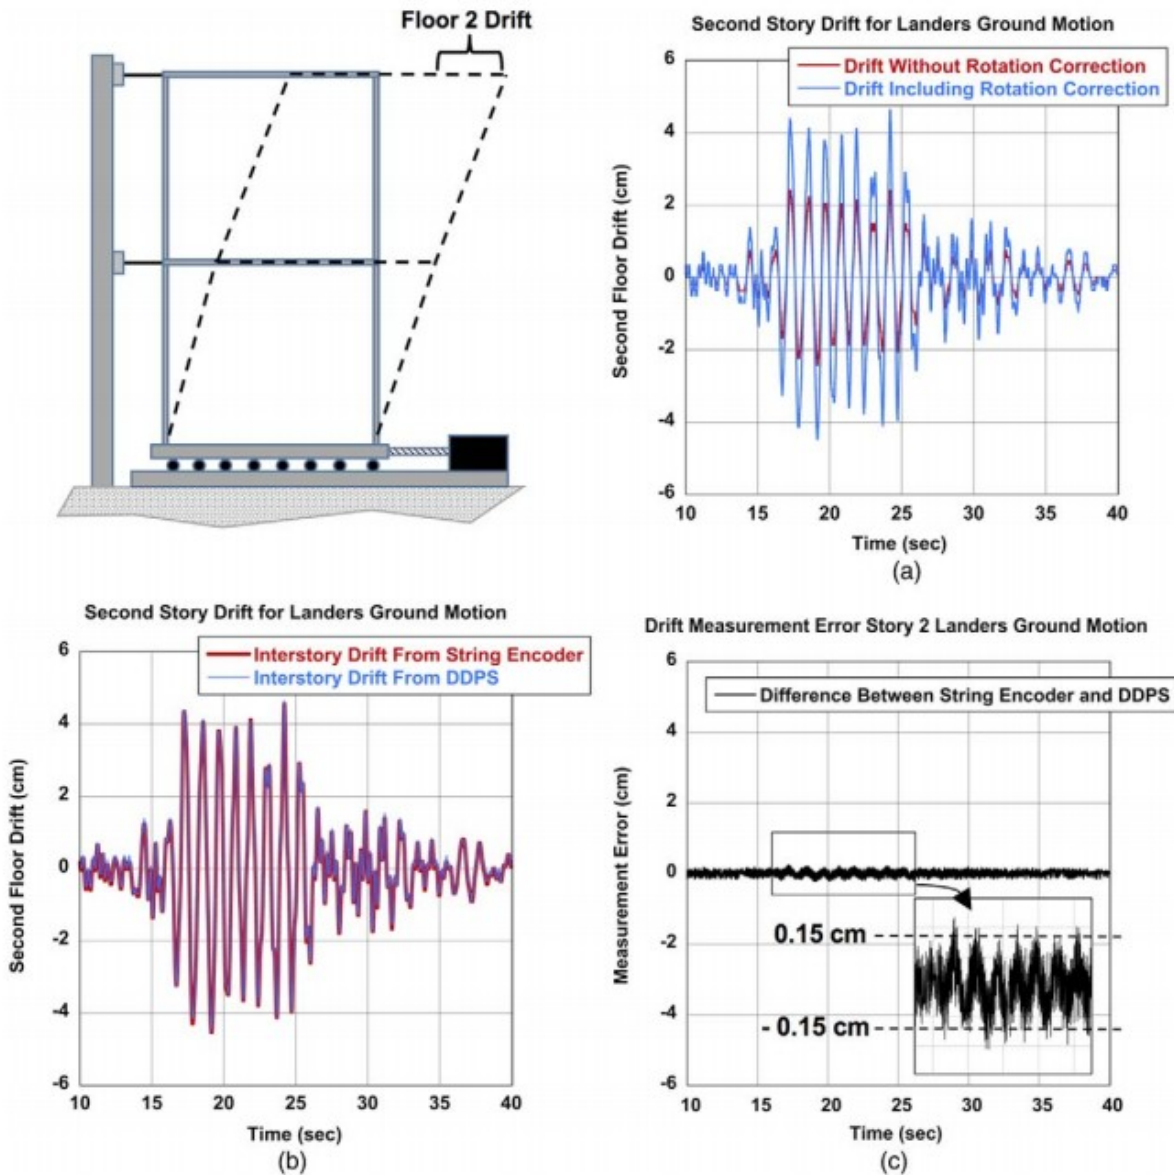 Floor 2 Drift
Second Story Drift for Landers Ground Motion
Drift Without Rotation Correction
Drift Including Rotation Correction
Second Floor Drift (cm)
6
4
2
0
-2
-4
-6
10
15
20
25
30
35
40
Time (sec)
(a)
Second Story Drift for Landers Ground Motion
Interstory Drift From String Encoder
Interstory Drift From DDPS
Second Floor Drift (cm)
6
4
2
0
-2
-4
-6
10
15
20
25
30
35
40
Time (sec)
(b)
Drift Measurement Error Story 2 Landers Ground Motion
Difference Between String Encoder and DDPS
Measurement Error (cm)
6
4
2
0
-2
-4
-6
0.15 cm
- 0.15 cm
10
15
20
25
30
35
40
Time (sec)
(c)